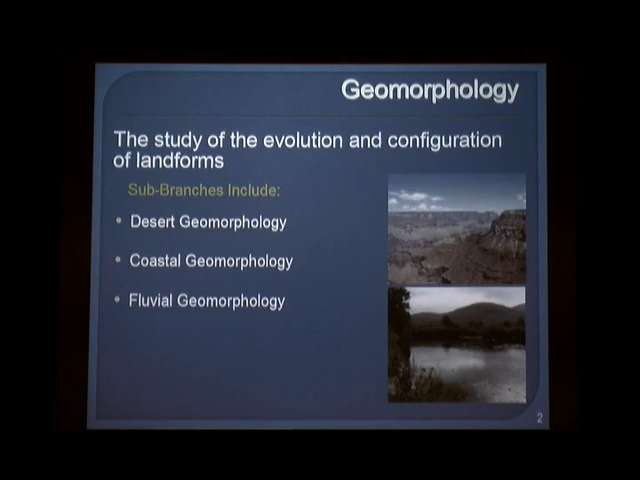 Geomorphology
The study of the evolution and configuration
of landforms
Sub-Branches Include:
• Desert Geomorphology
• Coastal Geomorphology
• Fluvial Geomorphology
2